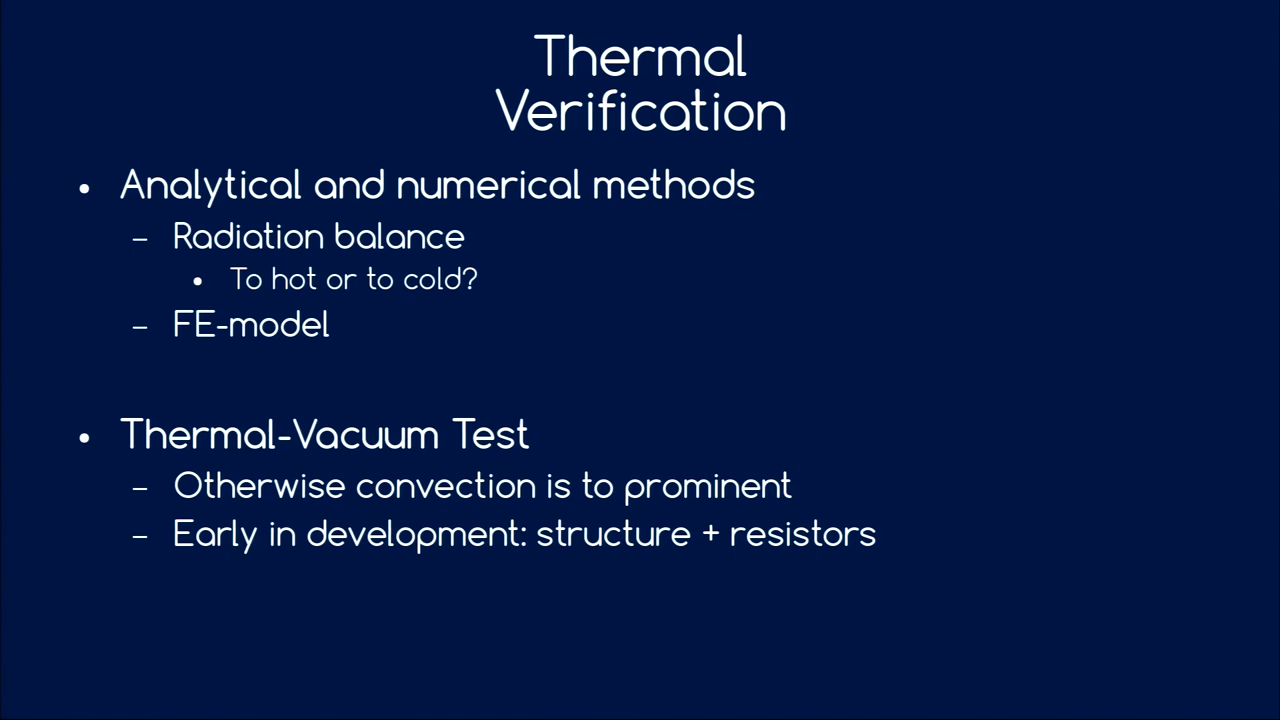 Thermal
Verification
• Analytical and numerical methods
– Radiation balance
• To hot or to cold?
– FE-model
• Thermal-Vacuum Test
– Otherwise convection is to prominent
– Early in development: structure + resistors